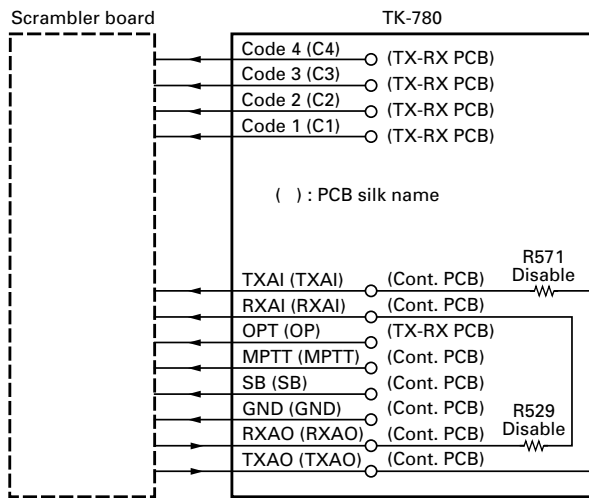 Scrambler board TK-780
Code 4 (C4) (TX-RX PCB)
Code 3 (C3) (TX-RX PCB)
Code 2 (C2) (TX-RX PCB)
Code 1 (C1) (TX-RX PCB)
( ) : PCB silk name
R571
Disable
TXAI (TXAI) (Cont. PCB)
RXAI (RXAI) (Cont. PCB)
OPT (OP) (TX-RX PCB)
MPTT (MPTT) (Cont. PCB)
SB (SB) (Cont. PCB)
GND (GND) (Cont. PCB)
R529
Disable
RXAO (RXAO) (Cont. PCB)
TXAO (TXAO) (Cont. PCB)